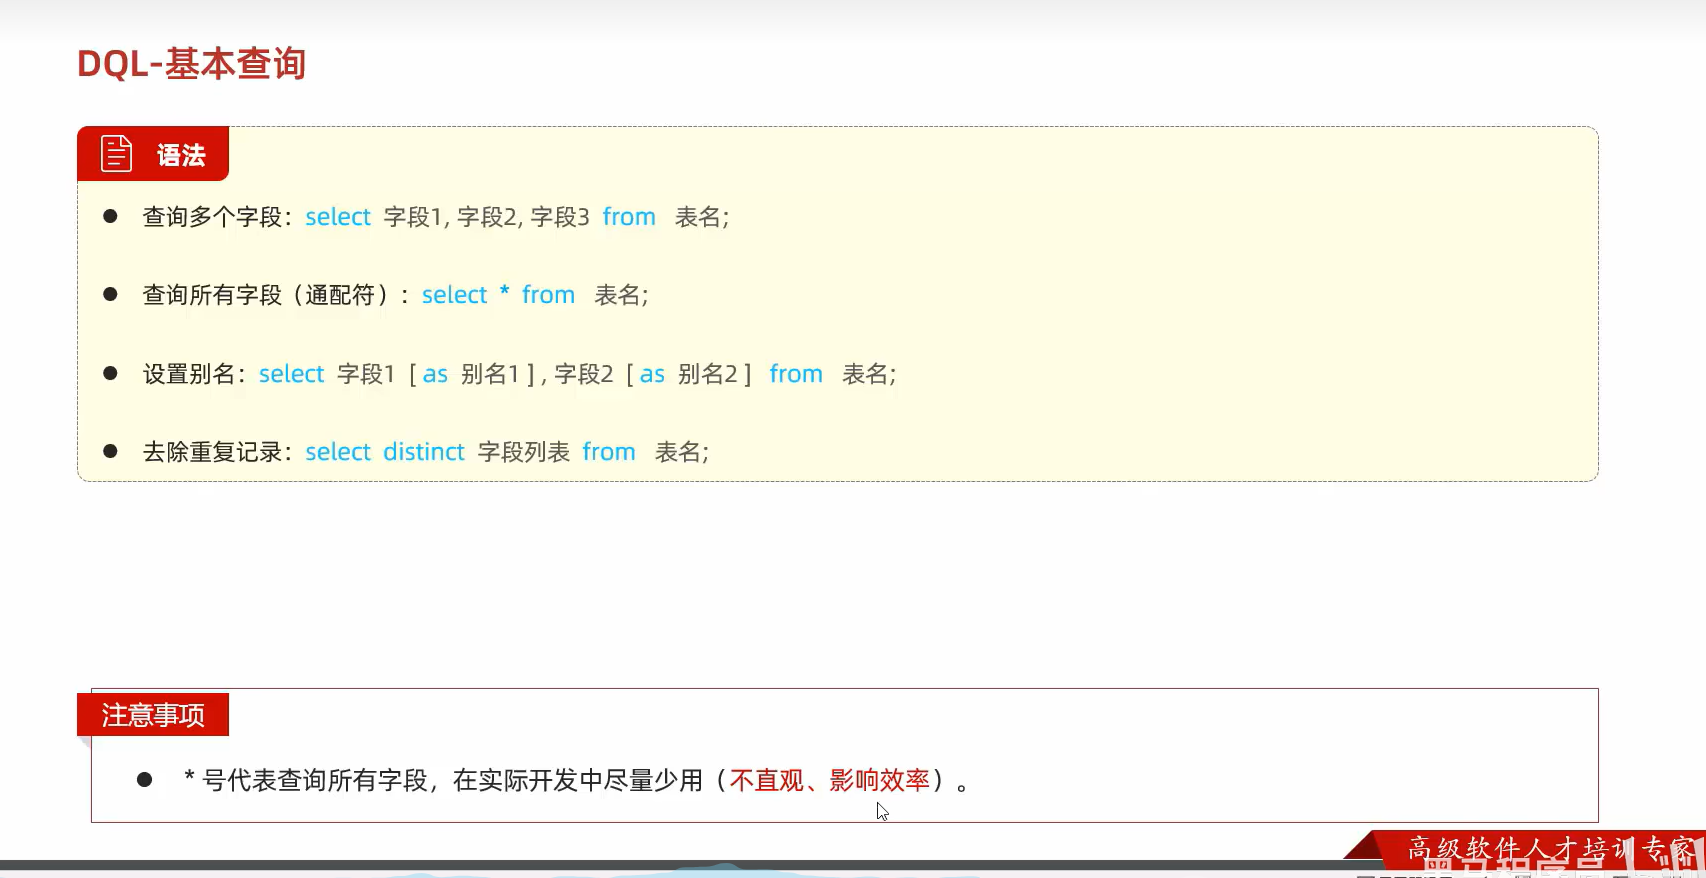 DQL-基本查询
语法
● 查询多个字段：select 字段1, 字段2, 字段3 from 表名;
● 查询所有字段（通配符）：select * from 表名;
● 设置别名：select 字段1 [ as 别名1 ] , 字段2 [ as 别名2 ] from 表名;
● 去除重复记录：select distinct 字段列表 from 表名;
注意事项
● * 号代表查询所有字段，在实际开发中尽量少用（不直观、影响效率）。
高级软件人才培训专家
黑马程序员